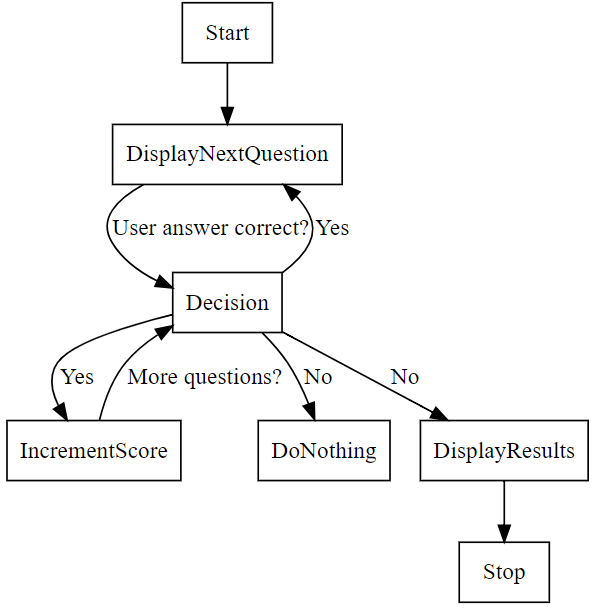 Start
DisplayNextQuestion
User answer correct?
Yes
Decision
Yes
More questions?
No
No
IncrementScore
DoNothing
DisplayResults
Stop